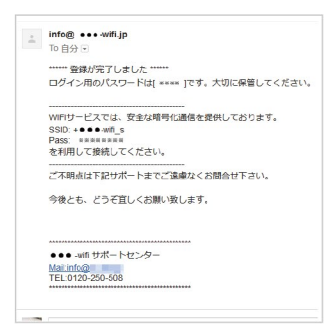 info@ ●●●-wifi.jp
To 自分
****** 登録が完了しました ******
ログイン用のパスワードは[ **** ]です。大切に保管してください。
--------------------------------------------
WIFIサービスでは、安全な暗号化通信を提供しております。
SSID: +●●●-wifi_s
Pass: ********
を利用して接続してください。
--------------------------------------------
ご不明点は下記サポートまでご遠慮なくお問合せ下さい。
今後とも、どうぞ宜しくお願い致します。
**********************************************
●●● -wifi サポートセンター
Mail:info@
TEL:0120-250-508
**********************************************